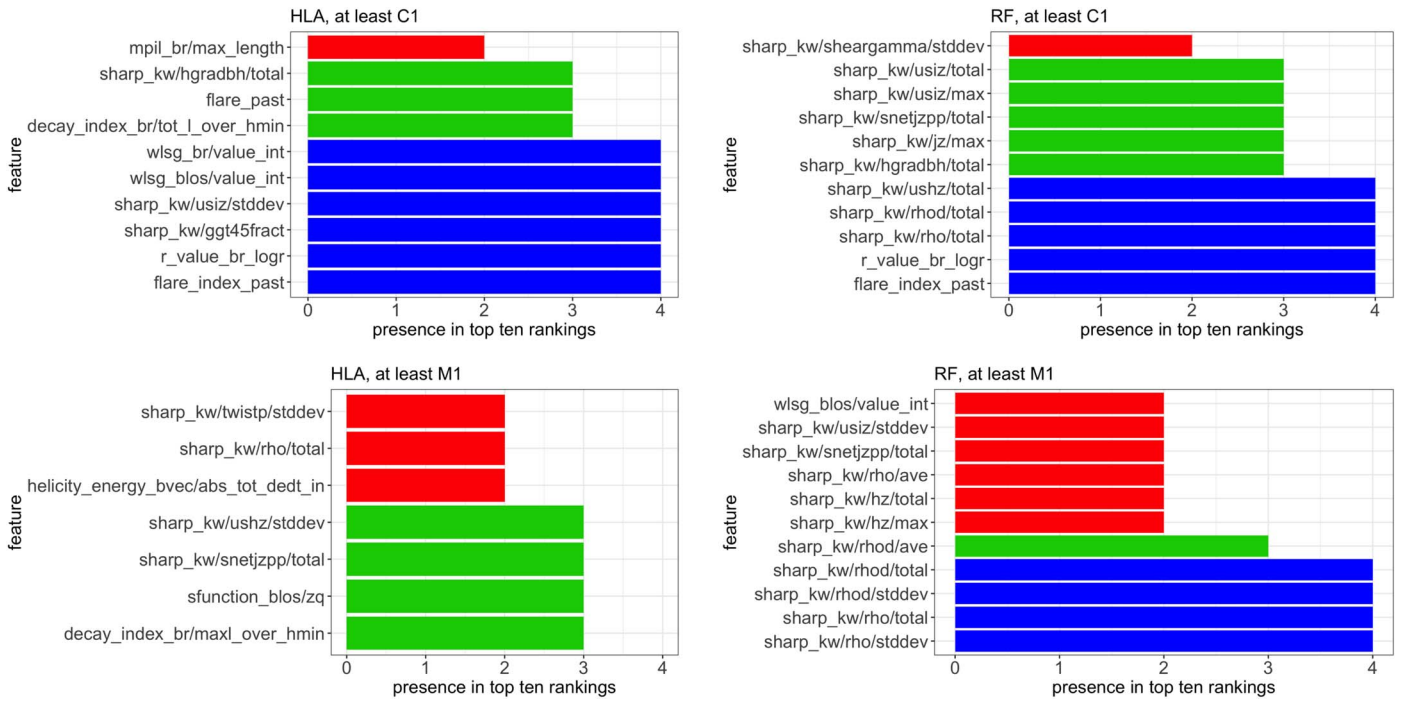 HLA, at least C1
feature
mpil_br/max_length
sharp_kw/hgradbh/total
flare_past
decay_index_br/tot_l_over_hmin
wlsg_br/value_int
wlsg_blos/value_int
sharp_kw/usiz/stddev
sharp_kw/ggt45fract
r_value_br_logr
flare_index_past
0 1 2 3 4
presence in top ten rankings
RF, at least C1
feature
sharp_kw/sheargamma/stddev
sharp_kw/usiz/total
sharp_kw/usiz/max
sharp_kw/snetjzpp/total
sharp_kw/jz/max
sharp_kw/hgradbh/total
sharp_kw/ushz/total
sharp_kw/rhod/total
sharp_kw/rho/total
r_value_br_logr
flare_index_past
0 1 2 3 4
presence in top ten rankings
HLA, at least M1
feature
sharp_kw/twistp/stddev
sharp_kw/rho/total
helicity_energy_bvec/abs_tot_dedt_in
sharp_kw/ushz/stddev
sharp_kw/snetjzpp/total
sfunction_blos/zq
decay_index_br/maxl_over_hmin
0 1 2 3 4
presence in top ten rankings
RF, at least M1
feature
wlsg_blos/value_int
sharp_kw/usiz/stddev
sharp_kw/snetjzpp/total
sharp_kw/rho/ave
sharp_kw/hz/total
sharp_kw/hz/max
sharp_kw/rhod/ave
sharp_kw/rhod/total
sharp_kw/rhod/stddev
sharp_kw/rho/total
sharp_kw/rho/stddev
0 1 2 3 4
presence in top ten rankings